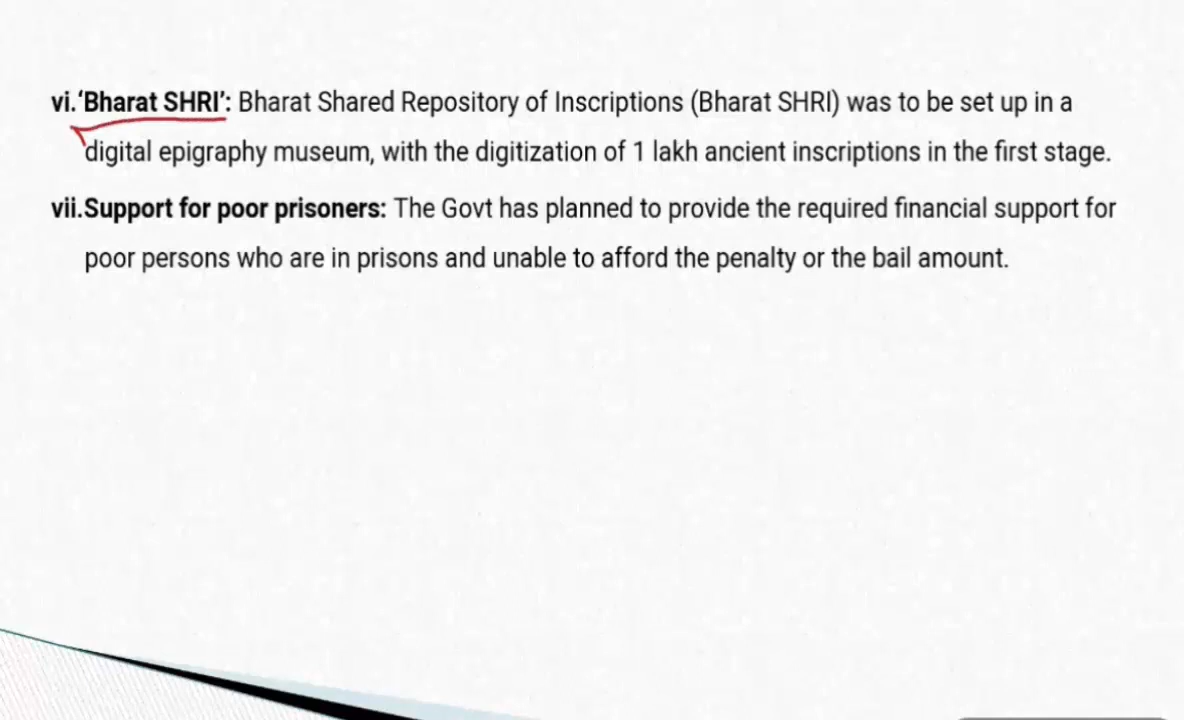 vi.‘Bharat SHRI’: Bharat Shared Repository of Inscriptions (Bharat SHRI) was to be set up in a
digital epigraphy museum, with the digitization of 1 lakh ancient inscriptions in the first stage.
vii.Support for poor prisoners: The Govt has planned to provide the required financial support for
poor persons who are in prisons and unable to afford the penalty or the bail amount.